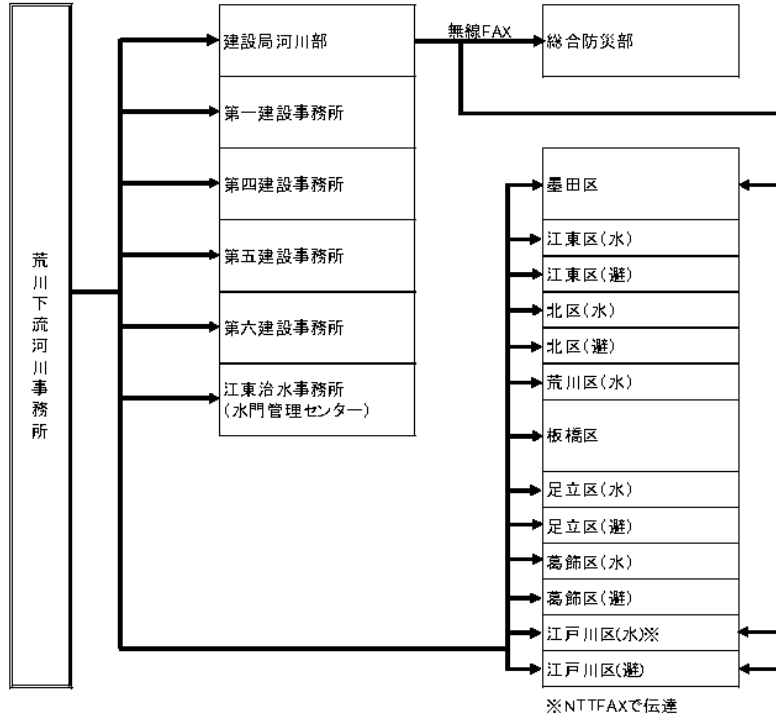 荒川下流河川事務所
建設局河川部
第一建設事務所
第四建設事務所
第五建設事務所
第六建設事務所
江東治水事務所
(水門管理センター)
無線FAX
総合防災部
墨田区
江東区(水)
江東区(避)
北区(水)
北区(避)
荒川区(水)
板橋区
足立区(水)
足立区(避)
葛飾区(水)
葛飾区(避)
江戸川区(水)※
江戸川区(避)
※NTTFAXで伝達